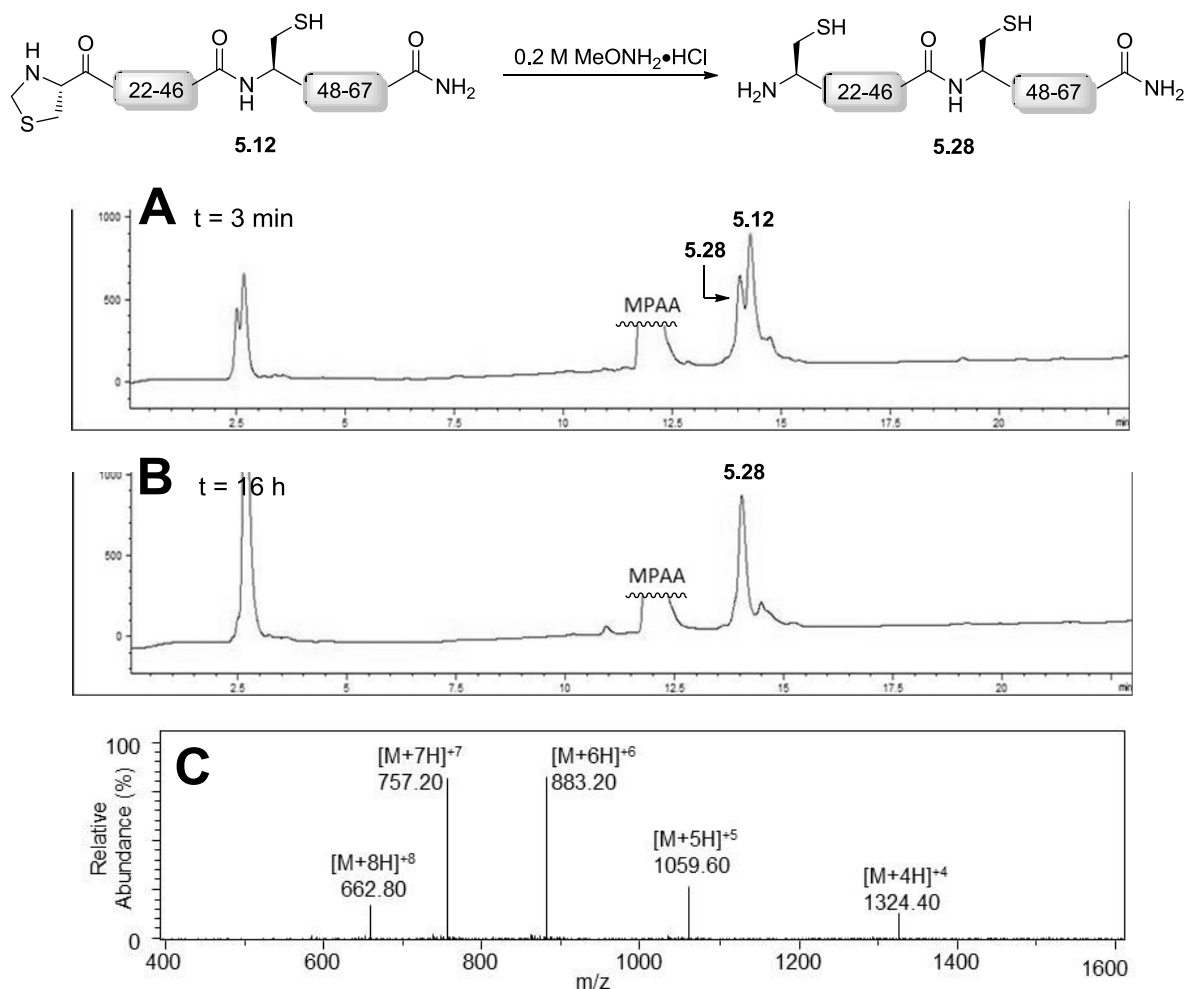 SH
H
N
O
22-46
O
N
H
48-67
O
NH2
S
5.12
0.2 M MeONH2•HCl
SH
H2N
22-46
O
SH
N
H
48-67
O
NH2
5.28
A
t = 3 min
5.12
5.28
MPAA
1000
500
0
2.5 5 7.5 10 12.5 15 17.5 20 min
B
t = 16 h
5.28
MPAA
1000
500
0
2.5 5 7.5 10 12.5 15 17.5 20 min
C
100
0
Relative
Abundance (%)
[M+7H]+7
757.20
[M+6H]+6
883.20
[M+8H]+8
662.80
[M+5H]+5
1059.60
[M+4H]+4
1324.40
400 600 800 1000 1200 1400 1600
m/z